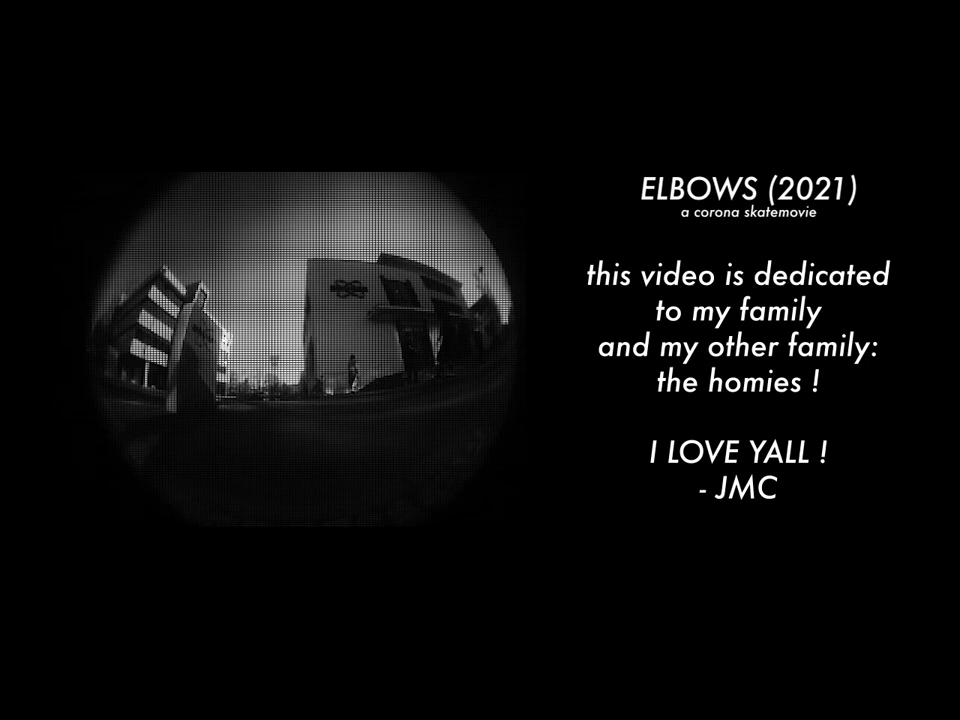 ELBOWS (2021)
a corona skatemovie
this video is dedicated
to my family
and my other family:
the homies !
I LOVE YALL !
- JMC